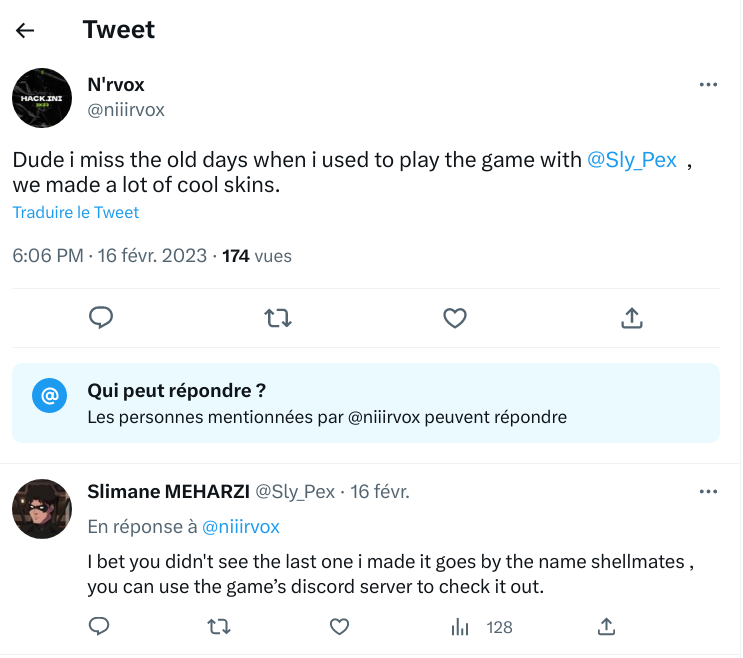 Tweet
HACK.INI
N'rvox
@niiirvox
Dude i miss the old days when i used to play the game with @Sly_Pex ,
we made a lot of cool skins.
Traduire le Tweet
6:06 PM · 16 févr. 2023 · 174 vues
@
Qui peut répondre ?
Les personnes mentionnées par @niiirvox peuvent répondre
Slimane MEHARZI @Sly_Pex · 16 févr.
En réponse à @niiirvox
I bet you didn't see the last one i made it goes by the name shellmates ,
you can use the game’s discord server to check it out.
128